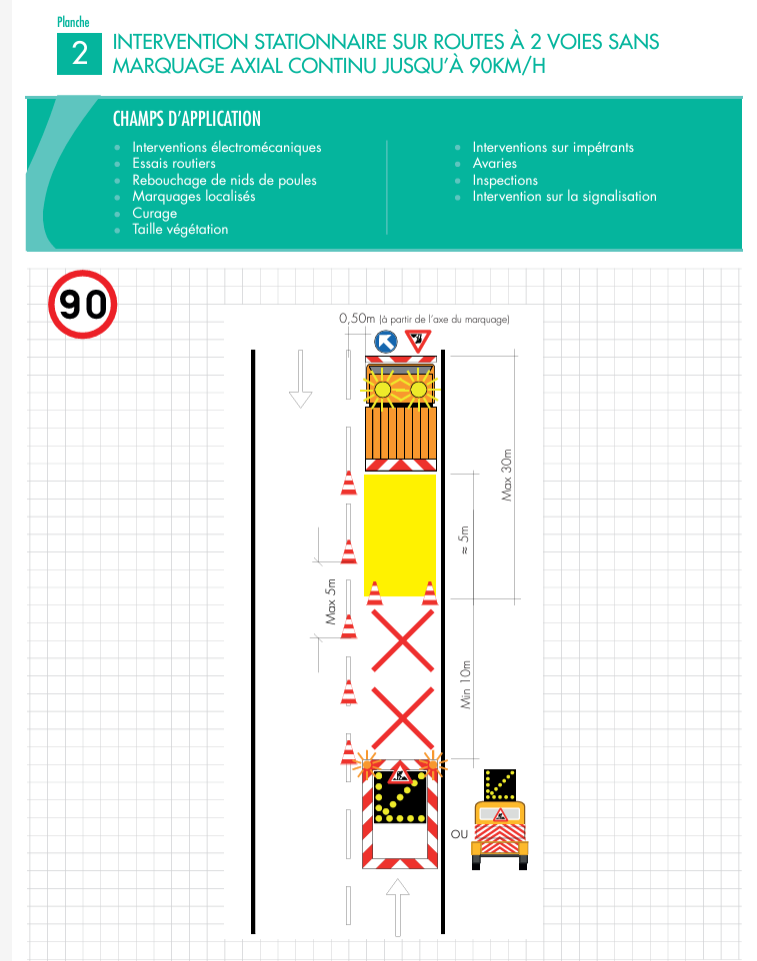 Planche
2
INTERVENTION STATIONNAIRE SUR ROUTES À 2 VOIES SANS
MARQUAGE AXIAL CONTINU JUSQU'À 90KM/H
CHAMPS D'APPLICATION
Interventions électromécaniques
Essais routiers
Rebouchage de nids de poules
Marquages localisés
Curage
Taille végétation
Interventions sur impétrants
Avaries
Inspections
Intervention sur la signalisation
90
0,50m (à partir de l'axe du marquage)
Max 30m
≈ 5m
Max 5m
Min 10m
OU